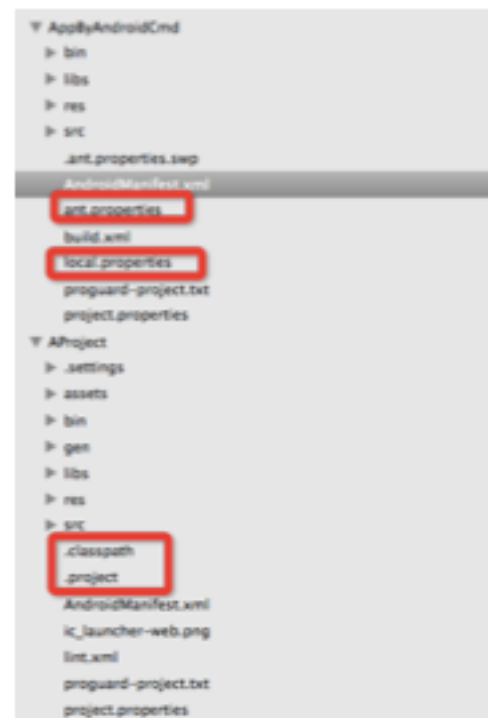 AppByAndroidCmd
bin
libs
res
src
.ant.properties.swp
AndroidManifest.xml
ant.properties
build.xml
local.properties
proguard-project.txt
project.properties
AProject
.settings
assets
bin
gen
libs
res
src
.classpath
.project
AndroidManifest.xml
ic_launcher-web.png
lint.xml
proguard-project.txt
project.properties